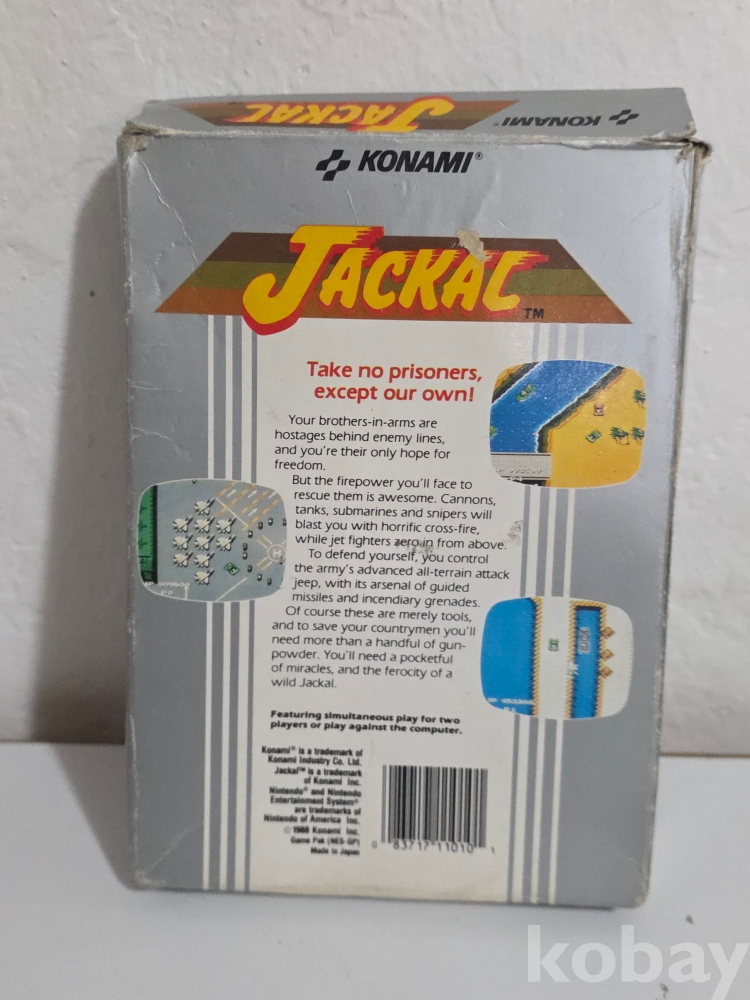 JACKAL KONAMI®
KONAMI®
JACKAL TM
Take no prisoners,
except our own!
Your brothers-in-arms are
hostages behind enemy lines,
and you're their only hope for
freedom.
But the firepower you'll face to
rescue them is awesome. Cannons,
tanks, submarines and snipers will
blast you with horrific cross-fire,
while jet fighters zero in from above.
To defend yourself, you control
the army's advanced all-terrain attack
jeep, with its arsenal of guided
missiles and incendiary grenades.
Of course these are merely tools,
and to save your countrymen you'll
need more than a handful of gun-
powder. You'll need a pocketful
of miracles, and the ferocity of a
wild Jackal.
Featuring simultaneous play for two
players or play against the computer.
Konami® is a trademark of
Konami Industry Co. Ltd.
Jackal™ is a trademark
of Konami Inc.
Nintendo® and Nintendo
Entertainment System®
are trademarks of
Nintendo of America Inc.
© 1988 Konami Inc.
Game Pak (NES-GP)
Made in Japan
0 83717 11010 1
kobay